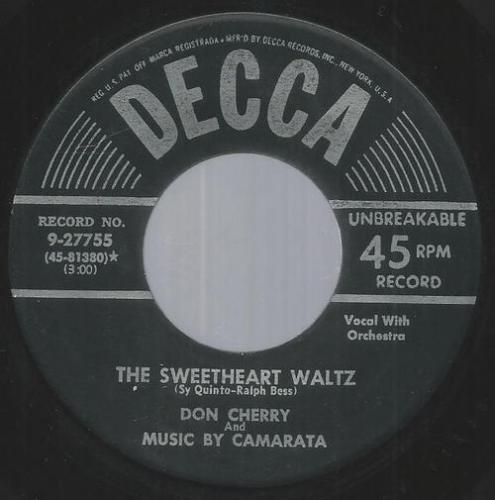 REG. U.S. PAT. OFF. MARCA REGISTRADA • MF'R'D BY DECCA RECORDS, INC., NEW YORK, U.S.A.
DECCA
RECORD NO.
9-27755
(45-81380)★
(3:00)
UNBREAKABLE
45 RPM
RECORD
Vocal With
Orchestra
THE SWEETHEART WALTZ
(Sy Quinto-Ralph Bess)
DON CHERRY
And
MUSIC BY CAMARATA